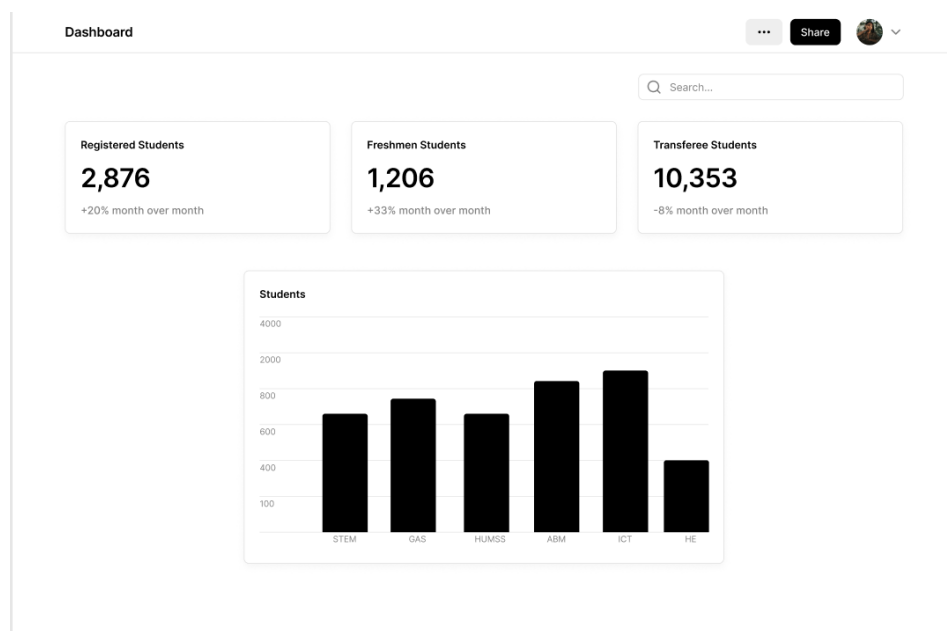 Dashboard
Share
Search...
Registered Students
2,876
+20% month over month
Freshmen Students
1,206
+33% month over month
Transferee Students
10,353
-8% month over month
Students
4000
2000
800
600
400
100
STEM GAS HUMSS ABM ICT HE